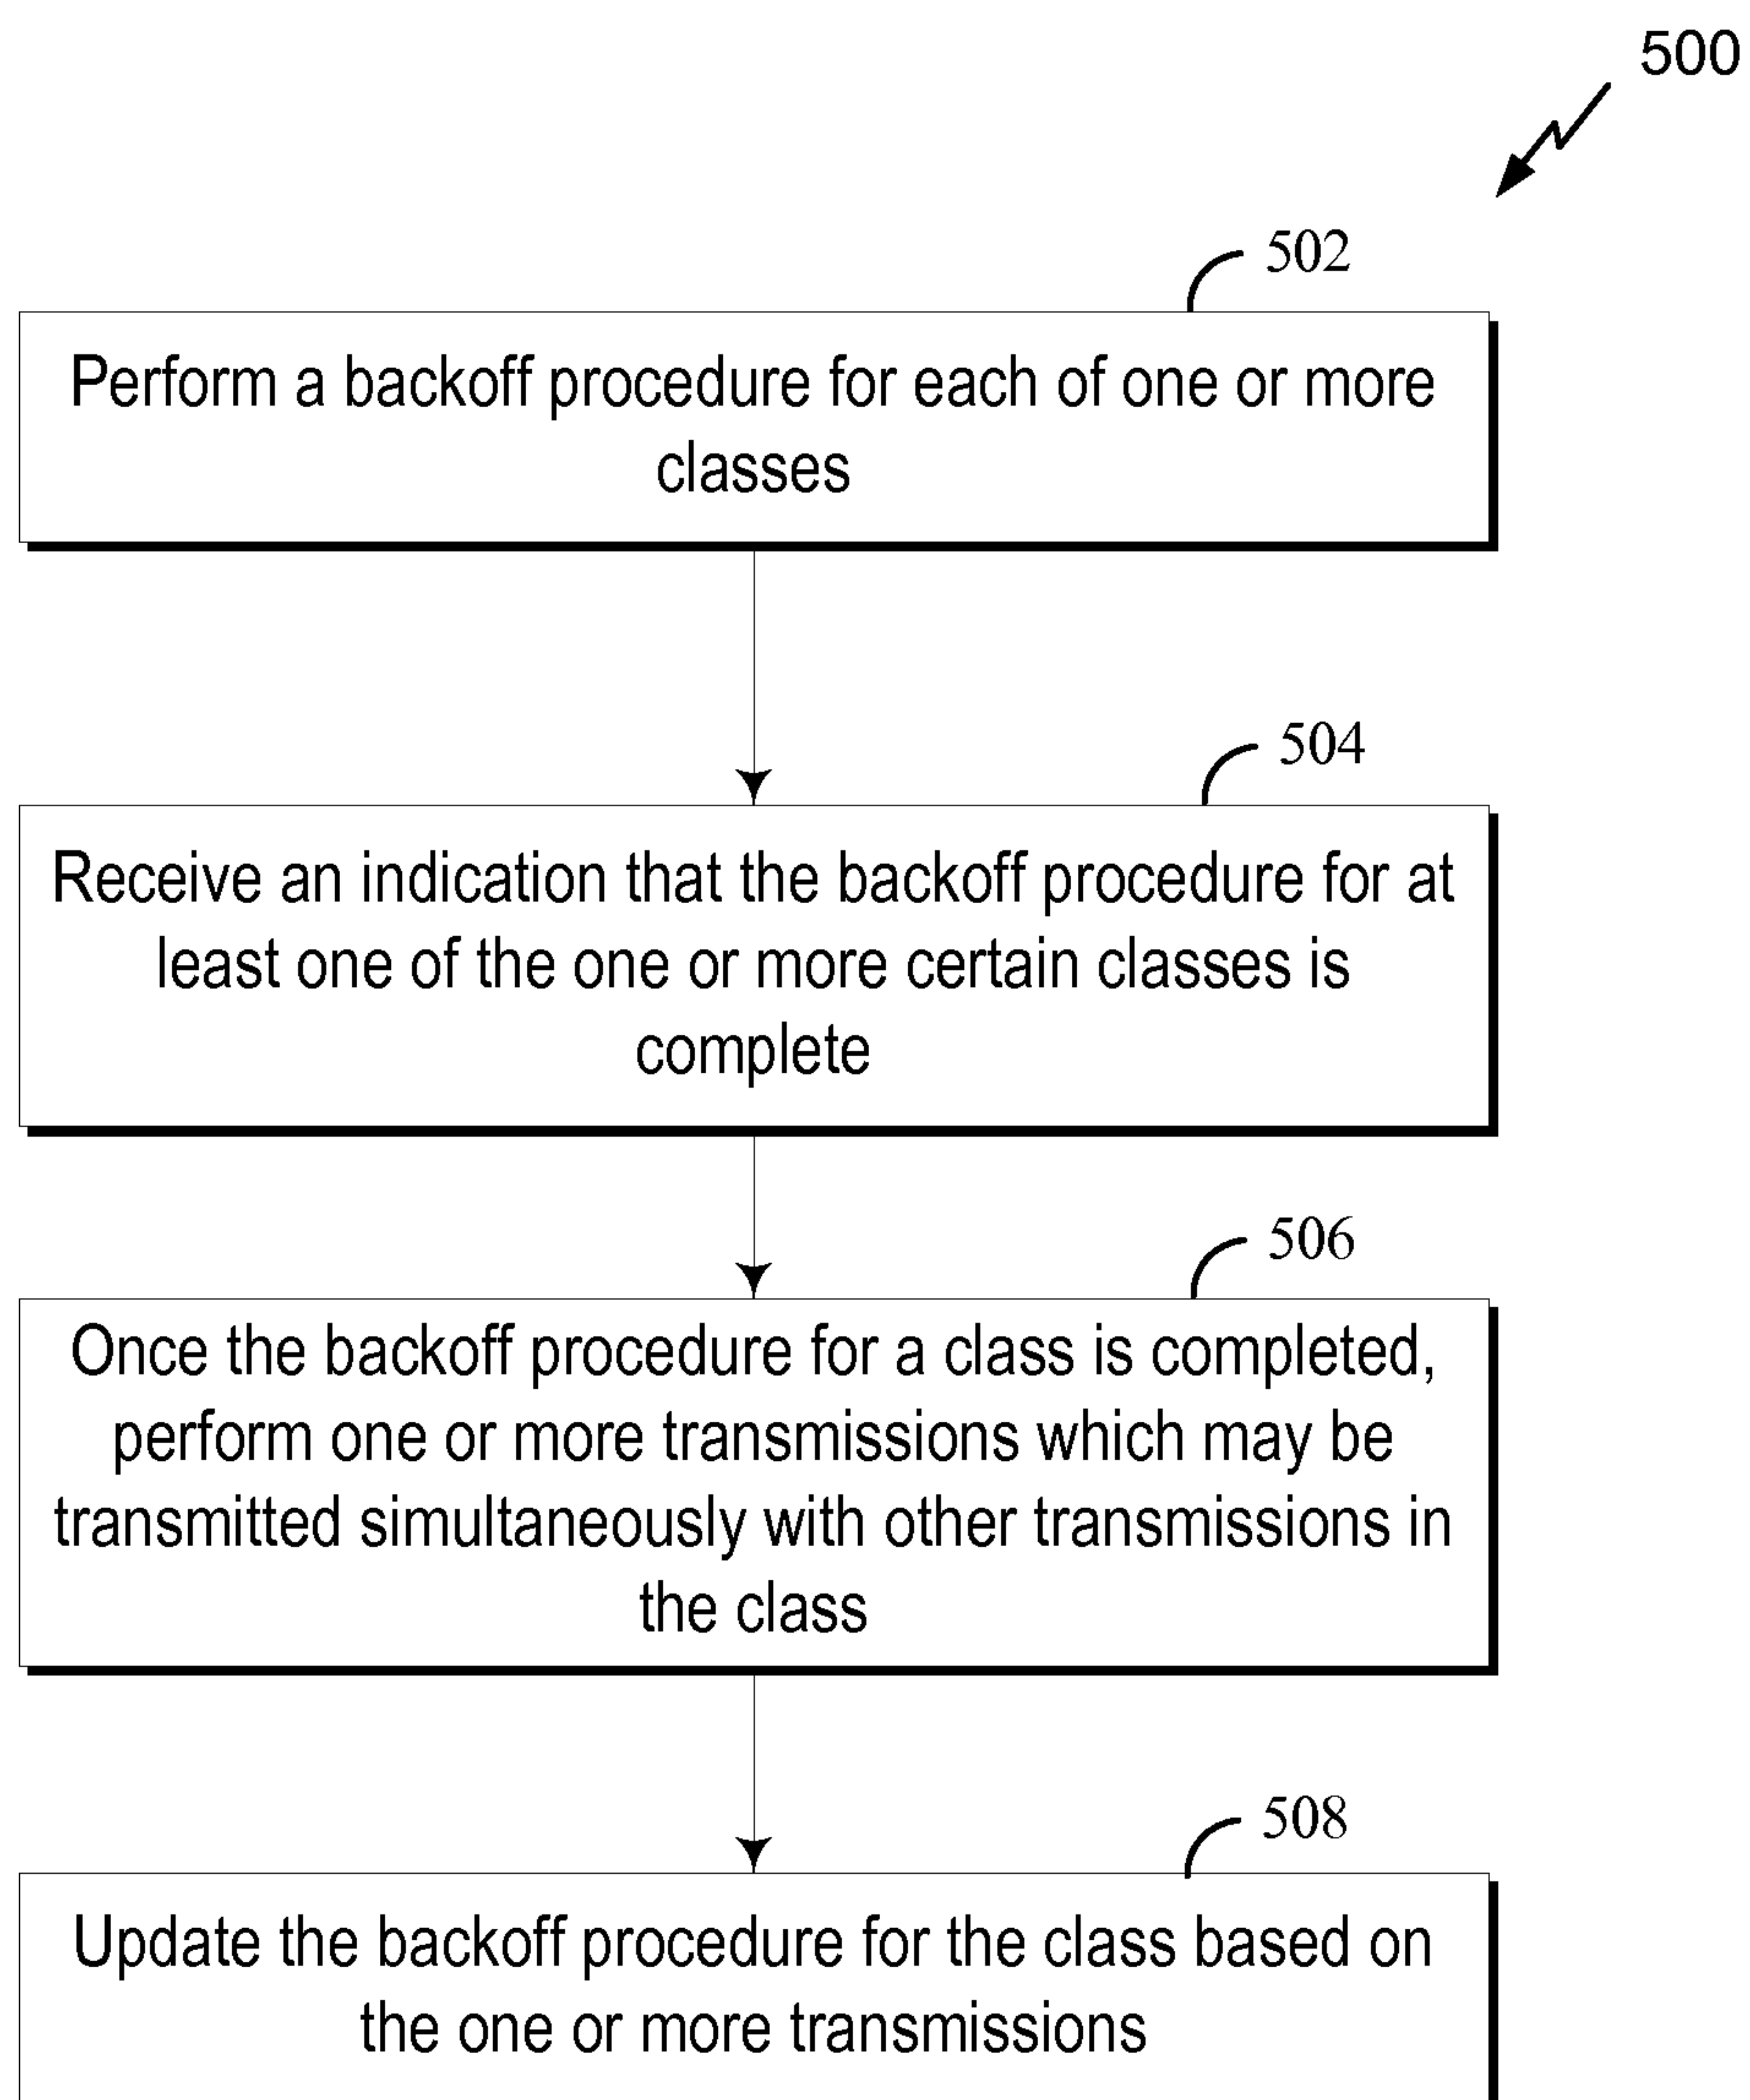 500
502
Perform a backoff procedure for each of one or more
classes
504
Receive an indication that the backoff procedure for at
least one of the one or more certain classes is
complete
506
Once the backoff procedure for a class is completed,
perform one or more transmissions which may be
transmitted simultaneously with other transmissions in
the class
508
Update the backoff procedure for the class based on
the one or more transmissions